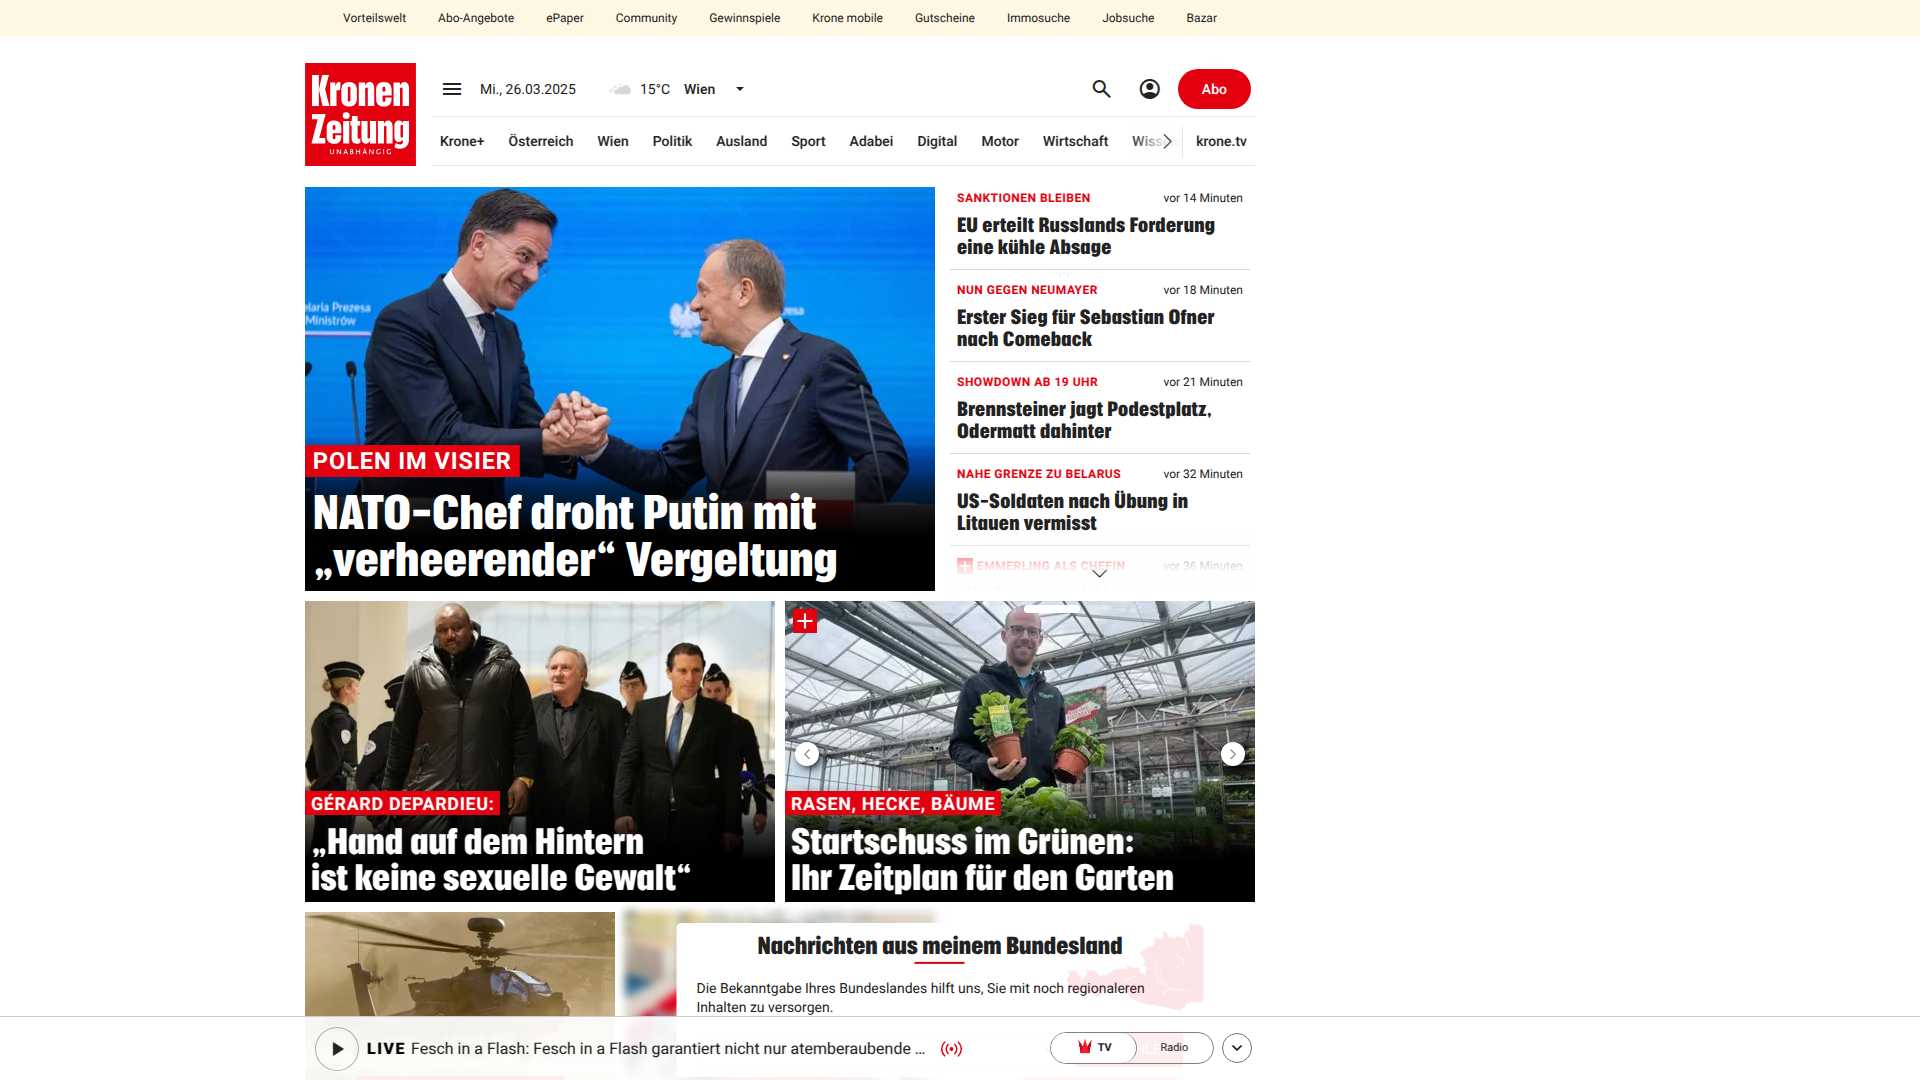 Vorteilswelt Abo-Angebote ePaper Community Gewinnspiele Krone mobile Gutscheine Immosuche Jobsuche Bazar
Kronen
Zeitung
UNABHÄNGIG
Mi., 26.03.2025 15°C Wien Abo
Krone+ Österreich Wien Politik Ausland Sport Adabei Digital Motor Wirtschaft Wiss krone.tv
elaria Prezesa
Ministrów
POLEN IM VISIER
NATO-Chef droht Putin mit
„verheerender“ Vergeltung
SANKTIONEN BLEIBEN vor 14 Minuten
EU erteilt Russlands Forderung
eine kühle Absage
NUN GEGEN NEUMAYER vor 18 Minuten
Erster Sieg für Sebastian Ofner
nach Comeback
SHOWDOWN AB 19 UHR vor 21 Minuten
Brennsteiner jagt Podestplatz,
Odermatt dahinter
NAHE GRENZE ZU BELARUS vor 32 Minuten
US-Soldaten nach Übung in
Litauen vermisst
EMMERLING ALS CHEFIN vor 36 Minuten
GÉRARD DEPARDIEU:
„Hand auf dem Hintern
ist keine sexuelle Gewalt“
RASEN, HECKE, BÄUME
Startschuss im Grünen:
Ihr Zeitplan für den Garten
Nachrichten aus meinem Bundesland
Die Bekanntgabe Ihres Bundeslandes hilft uns, Sie mit noch regionaleren
Inhalten zu versorgen.
LIVE Fesch in a Flash: Fesch in a Flash garantiert nicht nur atemberaubende ... TV Radio